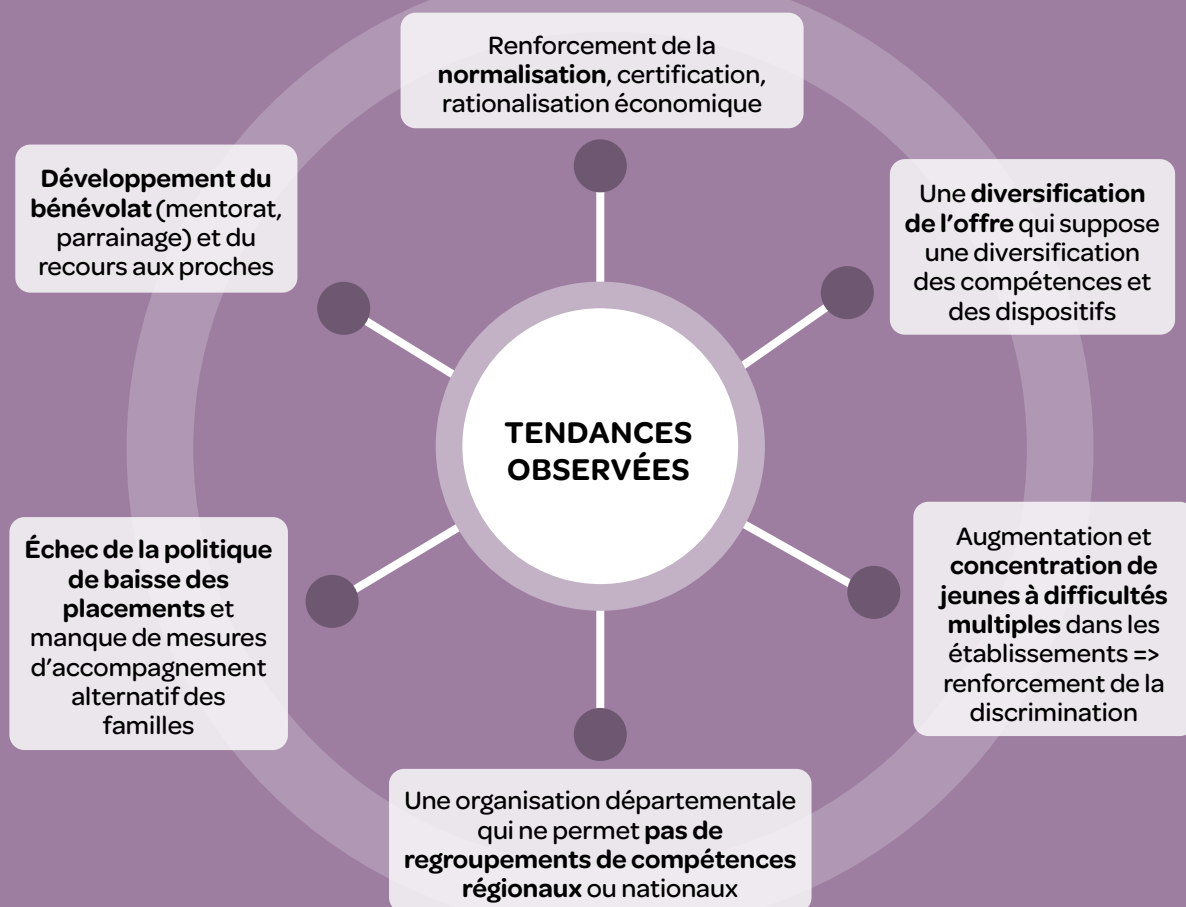 Renforcement de la
normalisation, certification,
rationalisation économique
Une diversification
de l'offre qui suppose
une diversification
des compétences et
des dispositifs
Augmentation et
concentration de
jeunes à difficultés
multiples dans les
établissements =>
renforcement de la
discrimination
Une organisation départementale
qui ne permet pas de
regroupements de compétences
régionaux ou nationaux
Échec de la politique
de baisse des
placements et
manque de mesures
d'accompagnement
alternatif des
familles
Développement du
bénévolat (mentorat,
parrainage) et du
recours aux proches
TENDANCES
OBSERVÉES